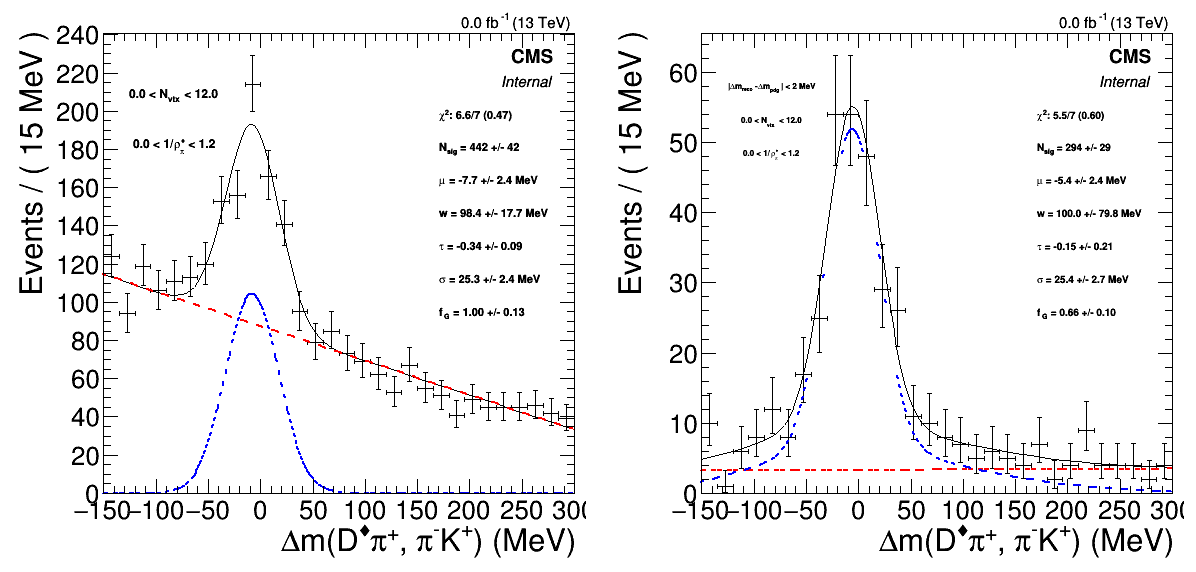 0.0 fb⁻¹ (13 TeV)
CMS
Internal
0.0 < N_vtx < 12.0
0.0 < 1/ρ*_π < 1.2
χ²: 6.6/7 (0.47)
N_sig = 442 +/- 42
μ = -7.7 +/- 2.4 MeV
w = 98.4 +/- 17.7 MeV
τ = -0.34 +/- 0.09
σ = 25.3 +/- 2.4 MeV
f_G = 1.00 +/- 0.13
Events / ( 15 MeV )
240
220
200
180
160
140
120
100
80
60
40
20
0
−150 −100 −50 0 50 100 150 200 250 300
Δm(D♦π⁺, π⁻K⁺) (MeV)
0.0 fb⁻¹ (13 TeV)
CMS
Internal
|Δm_reco - Δm_pdg| < 2 MeV
0.0 < N_vtx < 12.0
0.0 < 1/ρ*_π < 1.2
χ²: 5.5/7 (0.60)
N_sig = 294 +/- 29
μ = -5.4 +/- 2.4 MeV
w = 100.0 +/- 79.8 MeV
τ = -0.15 +/- 0.21
σ = 25.4 +/- 2.7 MeV
f_G = 0.66 +/- 0.10
Events / ( 15 MeV )
60
50
40
30
20
10
0
−150 −100 −50 0 50 100 150 200 250 300
Δm(D♦π⁺, π⁻K⁺) (MeV)